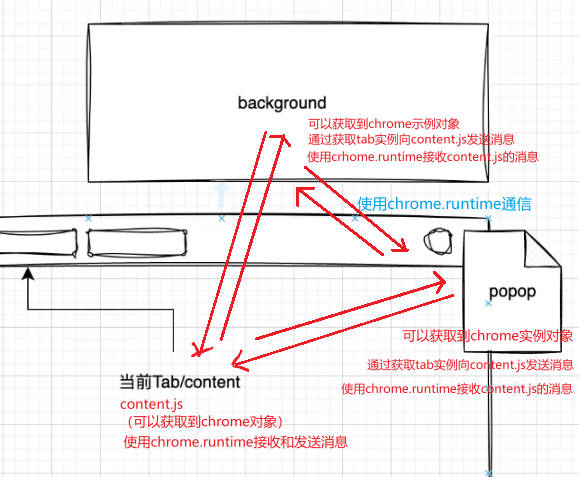 background
可以获取到chrome示例对象
通过获取tab实例向content.js发送消息
使用crhome.runtime接收content.js的消息
使用chrome.runtime通信
popop
可以获取到chrome实例对象
通过获取tab实例向content.js发送消息
使用chrome.runtime接收content.js的消息
当前Tab/content
content.js
（可以获取到chrome对象）
使用chrome.runtime接收和发送消息